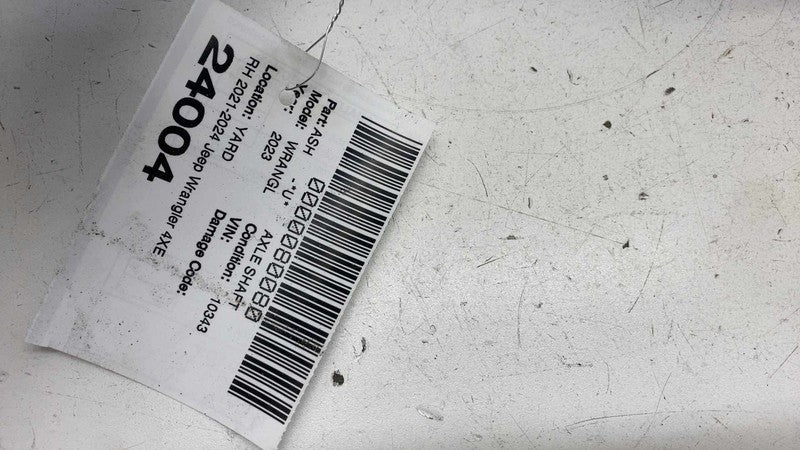 Part: ASH -"U" AXLE SHAFT
Model: WRANGL Condition:
Year: 2023 VIN: 10343
Location: YARD Damage Code:
RH 2021-2024 Jeep Wrangler 4XE
24004